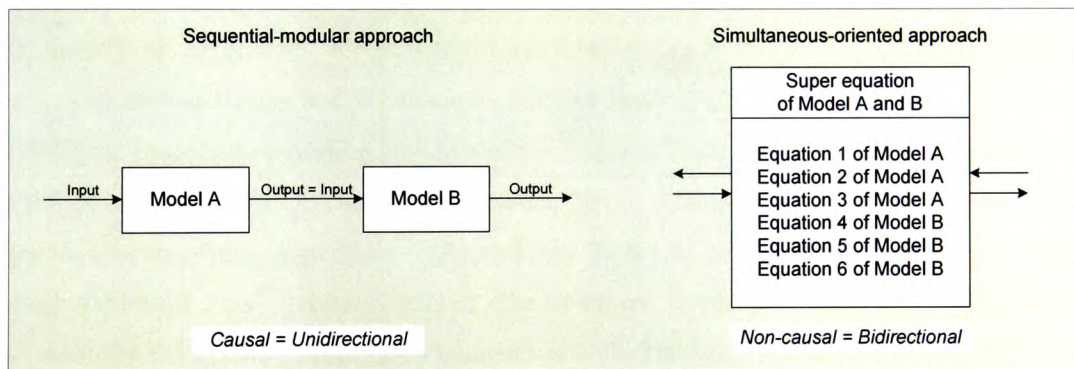 Sequential-modular approach
Input
Model A
Output = Input
Model B
Output
Causal = Unidirectional
Simultaneous-oriented approach
Super equation
of Model A and B
Equation 1 of Model A
Equation 2 of Model A
Equation 3 of Model A
Equation 4 of Model B
Equation 5 of Model B
Equation 6 of Model B
Non-causal = Bidirectional